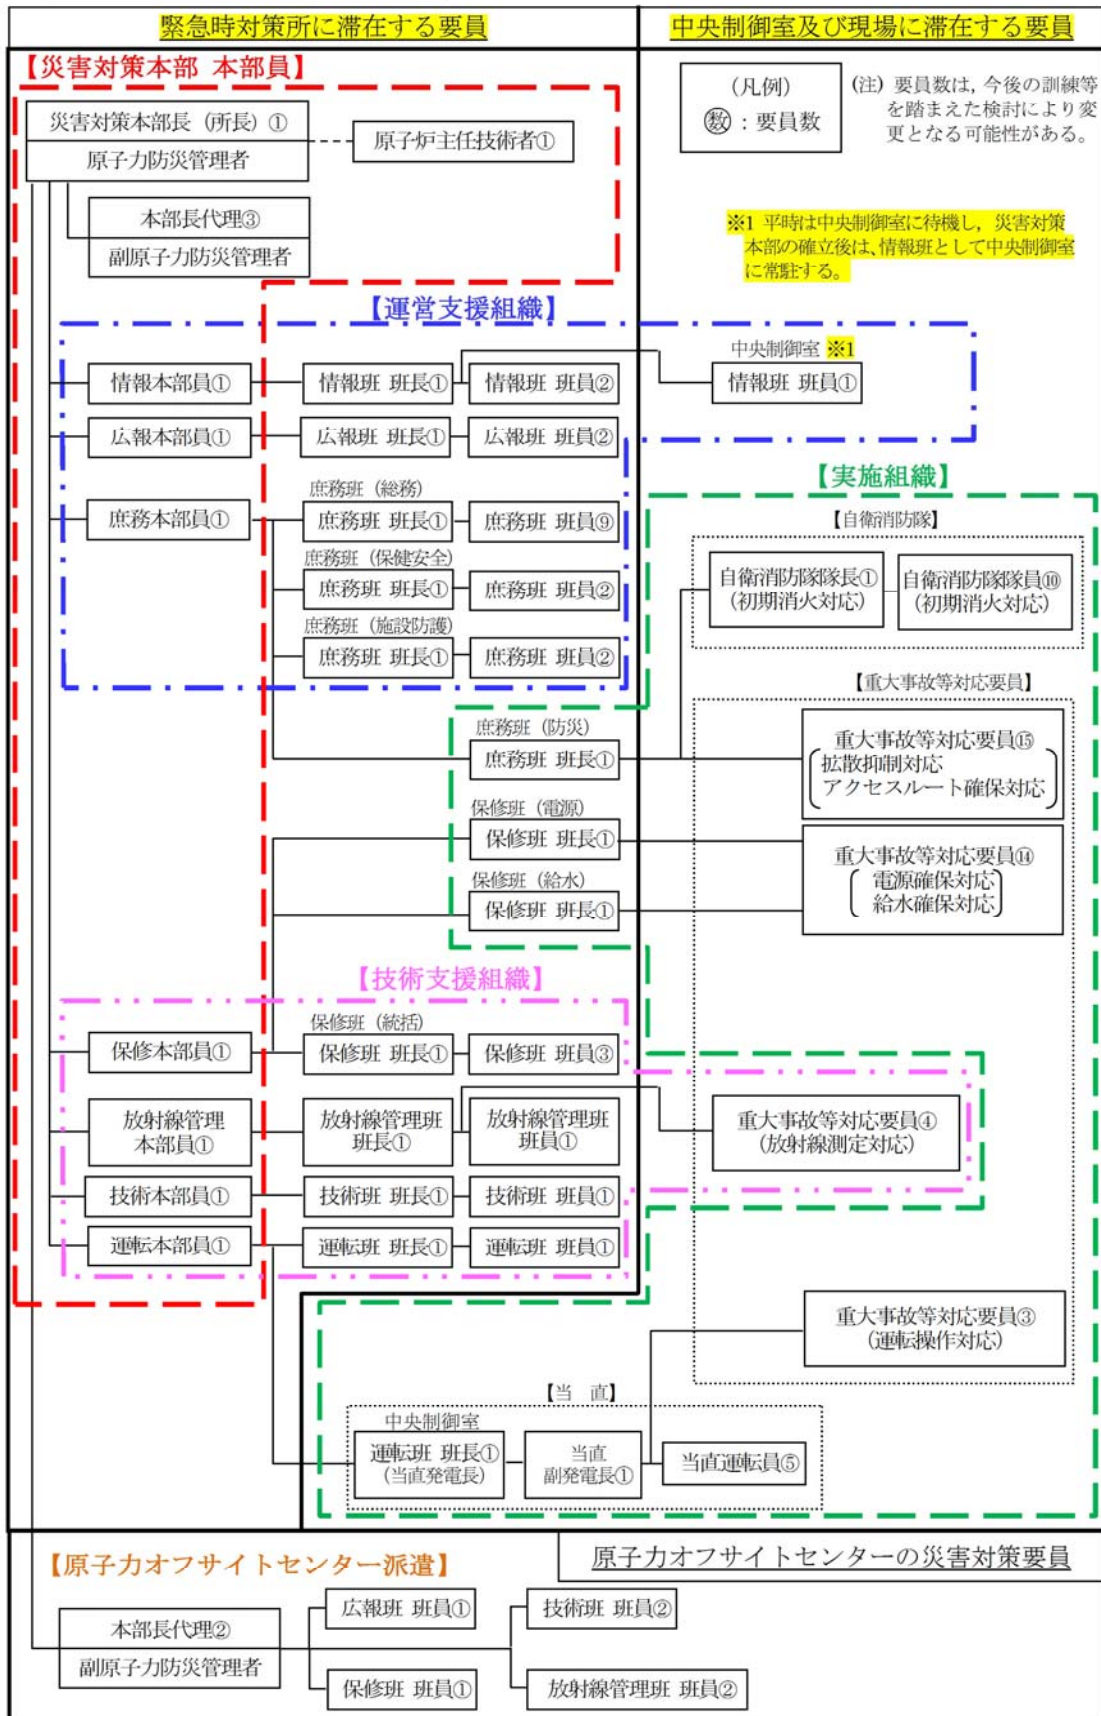 緊急時対策所に滞在する要員
中央制御室及び現場に滞在する要員
【災害対策本部 本部員】
災害対策本部長（所長）①
原子力防災管理者
原子炉主任技術者①
本部長代理③
副原子力防災管理者
（凡例）
㊝：要員数
(注) 要員数は，今後の訓練等
を踏まえた検討により変
更となる可能性がある。
※1 平時は中央制御室に待機し，災害対策
本部の確立後は、情報班として中央制御室
に常駐する。
【運営支援組織】
中央制御室 ※1
情報本部員①
情報班 班長①
情報班 班員②
情報班 班員①
広報本部員①
広報班 班長①
広報班 班員②
庶務班（総務）
庶務本部員①
庶務班 班長①
庶務班 班員⑨
庶務班（保健安全）
庶務班 班長①
庶務班 班員②
庶務班（施設防護）
庶務班 班長①
庶務班 班員②
【実施組織】
【自衛消防隊】
自衛消防隊隊長①
(初期消火対応)
自衛消防隊隊員⑩
(初期消火対応)
【重大事故等対応要員】
庶務班（防災）
庶務班 班長①
重大事故等対応要員⑮
拡散抑制対応
アクセスルート確保対応
保修班（電源）
保修班 班長①
保修班（給水）
保修班 班長①
重大事故等対応要員⑭
電源確保対応
給水確保対応
【技術支援組織】
保修班（統括）
保修本部員①
保修班 班長①
保修班 班員③
放射線管理
本部員①
放射線管理班
班長①
放射線管理班
班員①
重大事故等対応要員④
(放射線測定対応)
技術本部員①
技術班 班長①
技術班 班員①
運転本部員①
運転班 班長①
運転班 班員①
重大事故等対応要員③
(運転操作対応)
【当　直】
中央制御室
運転班 班長①
(当直発電長)
当直
副発電長①
当直運転員⑤
【原子力オフサイトセンター派遣】
原子力オフサイトセンターの災害対策要員
本部長代理②
副原子力防災管理者
広報班 班員①
技術班 班員②
保修班 班員①
放射線管理班 班員②